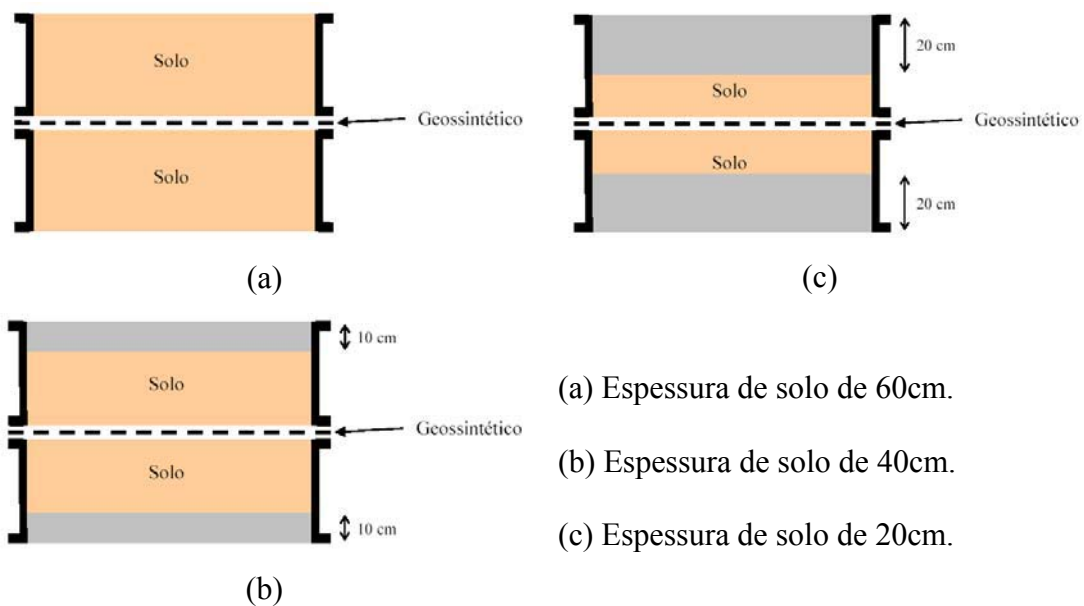 Solo
Geossintético
Solo
(a)
20 cm
Solo
Geossintético
Solo
20 cm
(c)
10 cm
Solo
Geossintético
Solo
10 cm
(b)
(a) Espessura de solo de 60cm.
(b) Espessura de solo de 40cm.
(c) Espessura de solo de 20cm.